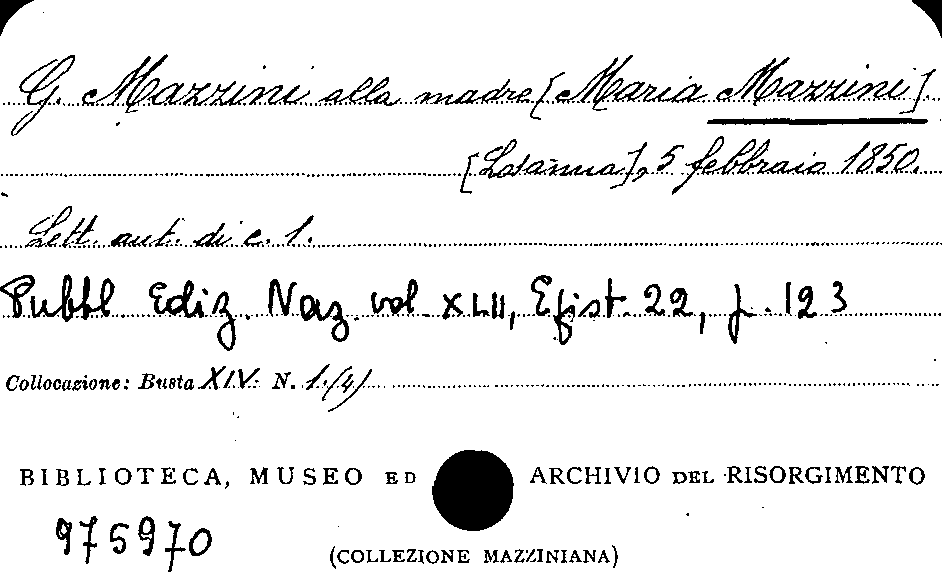 G. Mazzini alla madre [Maria Mazzini].
[Losanna], 5 febbraio 1850.
Lett. aut. di c. 1.
Pubbl. Ediz. Naz. vol. XLII, Epist. 22, p. 123
Collocazione: Busta XIV. N. 1.(4)
BIBLIOTECA, MUSEO ED ARCHIVIO DEL RISORGIMENTO
975970
(COLLEZIONE MAZZINIANA)